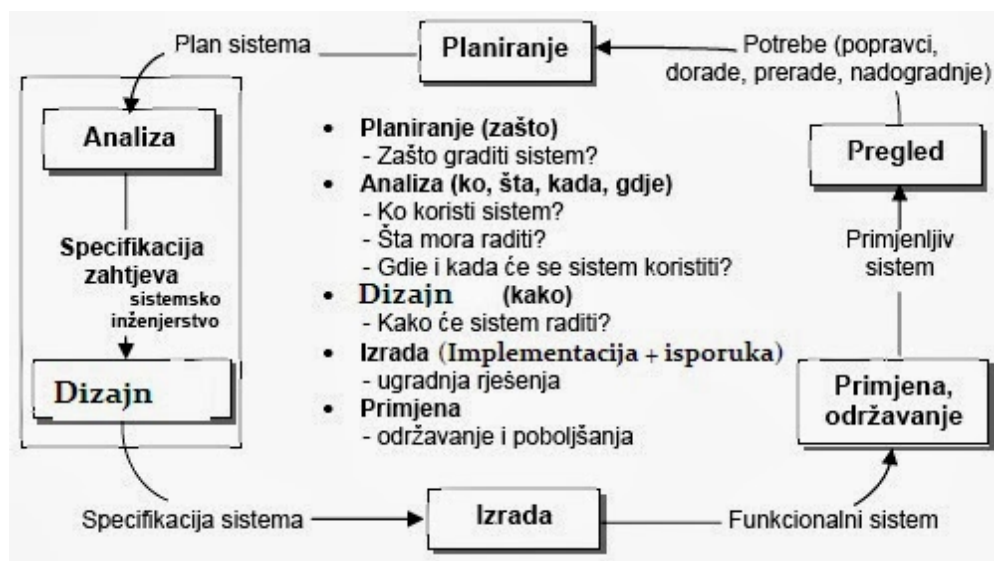 Plan sistema
Planiranje
Potrebe (popravci,
dorade, prerade, nadogradnje)
Analiza
Pregled
• Planiranje (zašto)
- Zašto graditi sistem?
• Analiza (ko, šta, kada, gdje)
- Ko koristi sistem?
- Šta mora raditi?
- Gdie i kada će se sistem koristiti?
• Dizajn (kako)
- Kako će sistem raditi?
• Izrada (Implementacija + isporuka)
- ugradnja rješenja
• Primjena
- održavanje i poboljšanja
Specifikacija
zahtjeva
sistemsko
inženjerstvo
Primjenljiv
sistem
Dizajn
Primjena,
održavanje
Specifikacija sistema
Izrada
Funkcionalni sistem